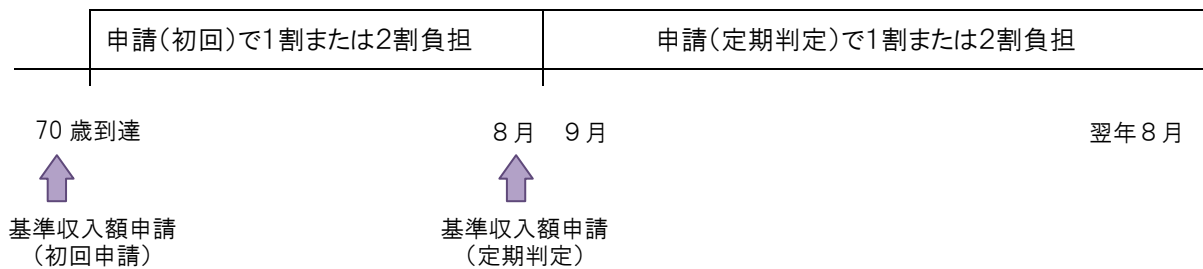 申請(初回)で1割または2割負担
申請(定期判定)で1割または2割負担
70歳到達
8月
9月
翌年8月
基準収入額申請
(初回申請)
基準収入額申請
(定期判定)